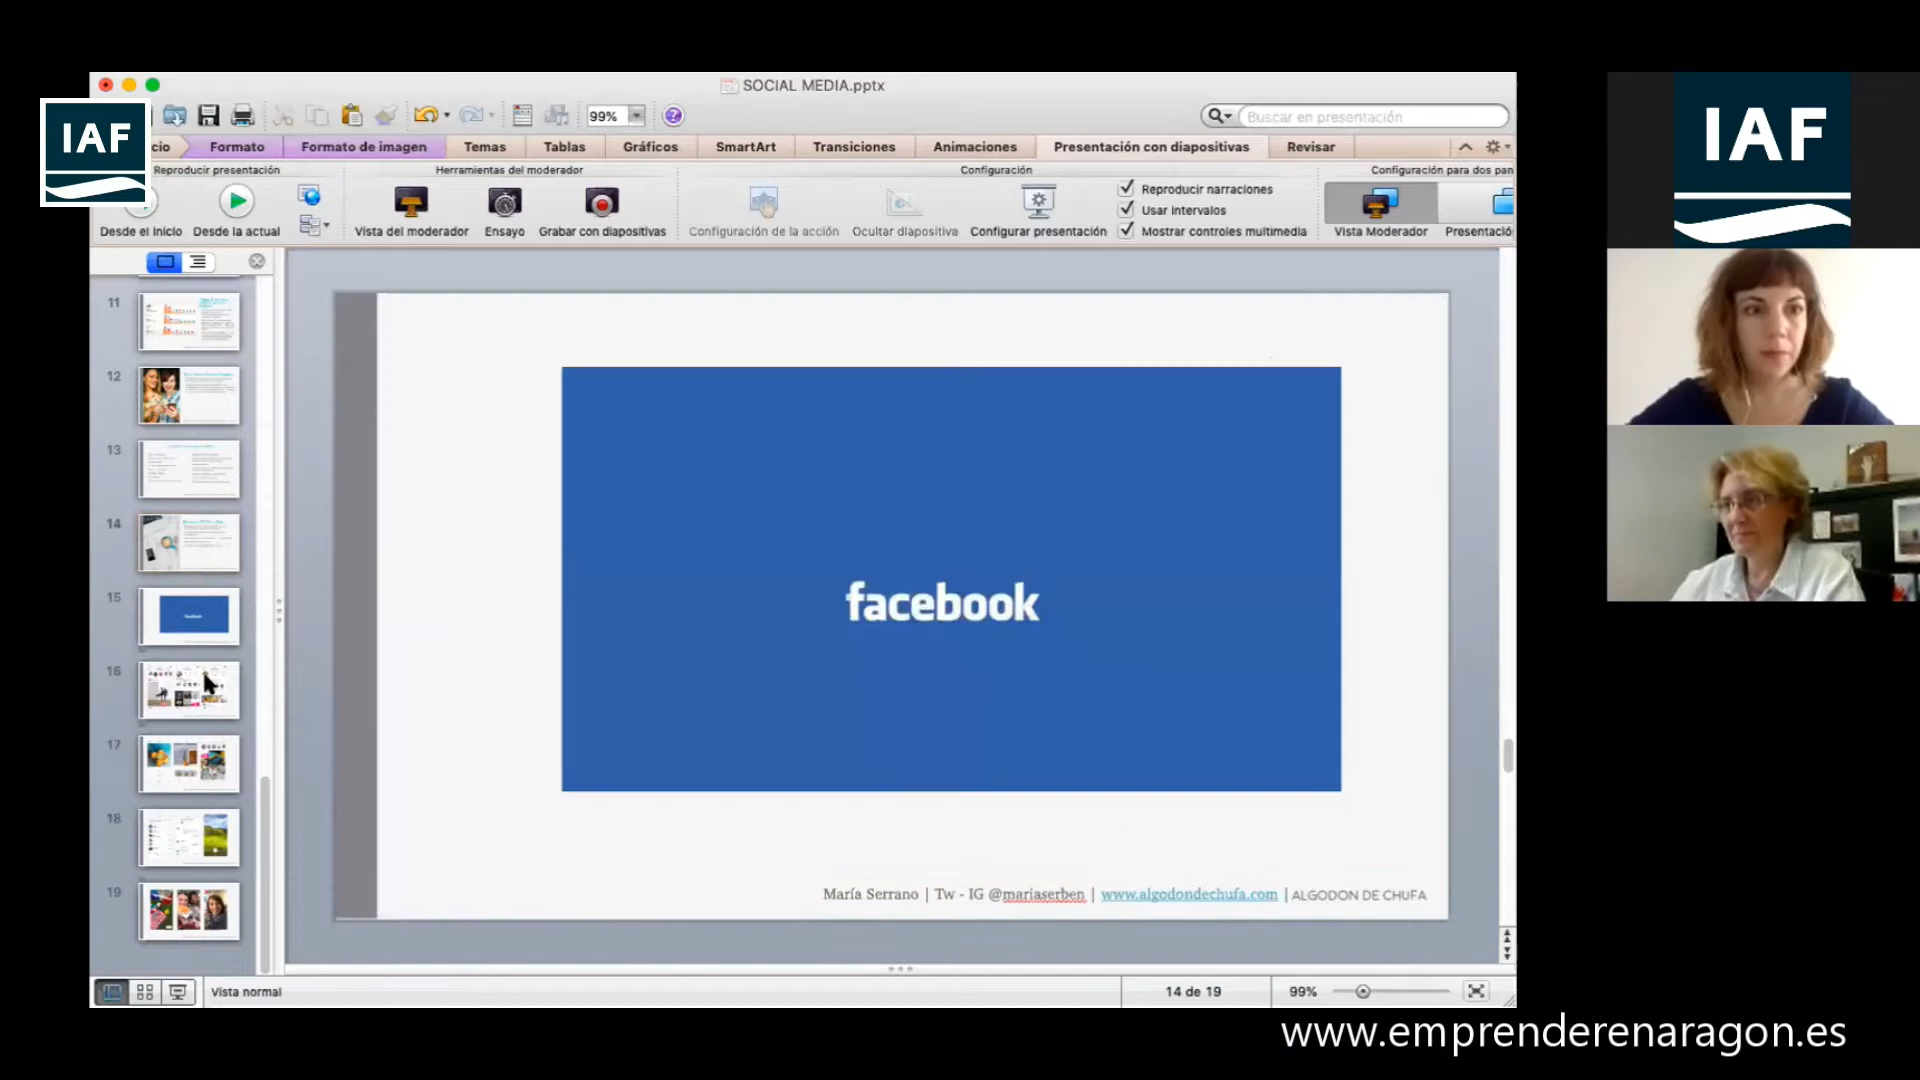 SOCIAL MEDIA.pptx
IAF
99%
Buscar en presentación
cio
Formato
Formato de imagen
Temas
Tablas
Gráficos
SmartArt
Transiciones
Animaciones
Presentación con diapositivas
Revisar
Reproducir presentación
Herramientas del moderador
Configuración
Configuración para dos pan
Desde el inicio
Desde la actual
Vista del moderador
Ensayo
Grabar con diapositivas
Configuración de la acción
Ocultar diapositiva
Configurar presentación
Reproducir narraciones
Usar intervalos
Mostrar controles multimedia
Vista Moderador
Presentació
IAF
11
12
13
14
15
16
17
18
19
facebook
facebook
María Serrano | Tw - IG @mariaserben | www.algodondechufa.com | ALGODON DE CHUFA
Vista normal
14 de 19
99%
www.emprenderenaragon.es